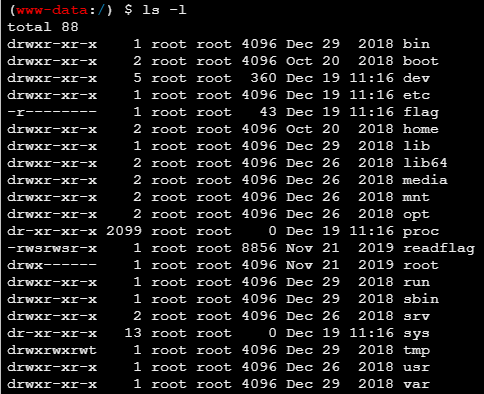 (www-data:/) $ ls -l
total 88
drwxr-xr-x    1 root root 4096 Dec 29  2018 bin
drwxr-xr-x    2 root root 4096 Oct 20  2018 boot
drwxr-xr-x    5 root root  360 Dec 19 11:16 dev
drwxr-xr-x    1 root root 4096 Dec 19 11:16 etc
-r--------    1 root root   43 Dec 19 11:16 flag
drwxr-xr-x    2 root root 4096 Oct 20  2018 home
drwxr-xr-x    1 root root 4096 Dec 29  2018 lib
drwxr-xr-x    2 root root 4096 Dec 26  2018 lib64
drwxr-xr-x    2 root root 4096 Dec 26  2018 media
drwxr-xr-x    2 root root 4096 Dec 26  2018 mnt
drwxr-xr-x    2 root root 4096 Dec 26  2018 opt
dr-xr-xr-x 2099 root root    0 Dec 19 11:16 proc
-rwsrwsr-x    1 root root 8856 Nov 21  2019 readflag
drwx------    1 root root 4096 Nov 21  2019 root
drwxr-xr-x    1 root root 4096 Dec 29  2018 run
drwxr-xr-x    1 root root 4096 Dec 29  2018 sbin
drwxr-xr-x    2 root root 4096 Dec 26  2018 srv
dr-xr-xr-x   13 root root    0 Dec 19 11:16 sys
drwxrwxrwt    1 root root 4096 Dec 29  2018 tmp
drwxr-xr-x    1 root root 4096 Dec 26  2018 usr
drwxr-xr-x    1 root root 4096 Dec 29  2018 var